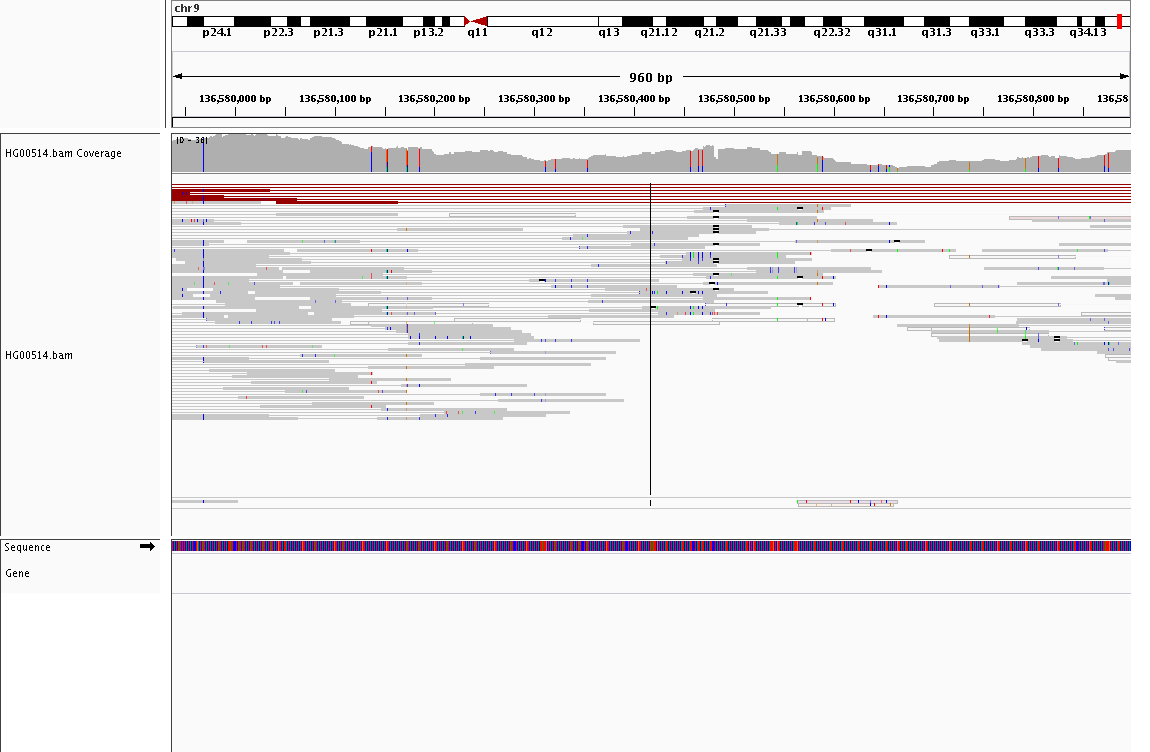 chr9
p24.1 p22.3 p21.3 p21.1 p13.2 q11 q12 q13 q21.12 q21.2 q21.33 q22.32 q31.1 q31.3 q33.1 q33.3 q34.13
960 bp
136,580,000 bp 136,580,100 bp 136,580,200 bp 136,580,300 bp 136,580,400 bp 136,580,500 bp 136,580,600 bp 136,580,700 bp 136,580,800 bp 136,58
[0 - 36]
HG00514.bam Coverage
HG00514.bam
Sequence
Gene